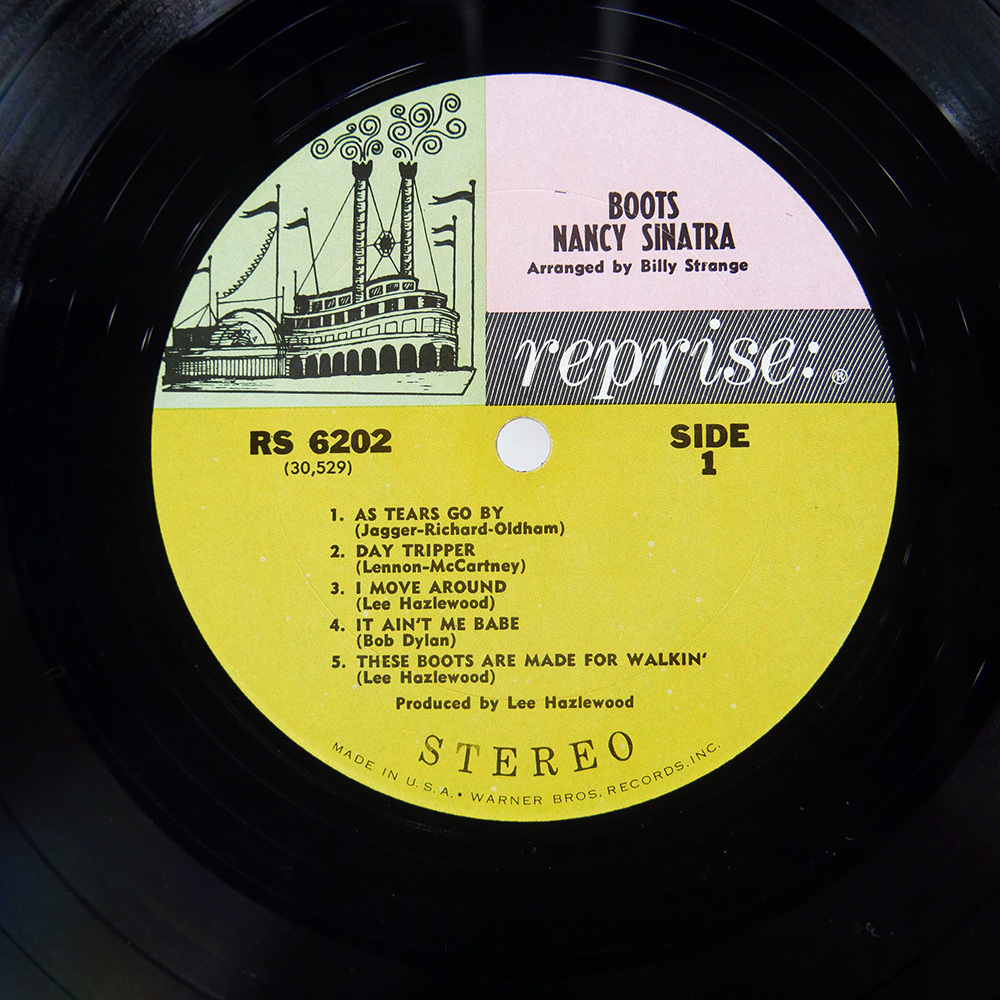 BOOTS
NANCY SINATRA
Arranged by Billy Strange
reprise: ®
RS 6202
(30,529)
SIDE
1
1. AS TEARS GO BY
(Jagger-Richard-Oldham)
2. DAY TRIPPER
(Lennon-McCartney)
3. I MOVE AROUND
(Lee Hazlewood)
4. IT AIN'T ME BABE
(Bob Dylan)
5. THESE BOOTS ARE MADE FOR WALKIN'
(Lee Hazlewood)
Produced by Lee Hazlewood
STEREO
MADE IN U.S.A. • WARNER BROS. RECORDS, INC.